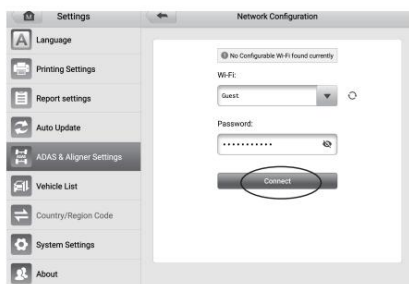 Settings
Network Configuration
Language
Printing Settings
Report settings
Auto Update
ADAS & Aligner Settings
Vehicle List
Country/Region Code
System Settings
About
No Configurable Wi-Fi found currently
Wi-Fi:
Guest
Password:
•••••••••••
Connect